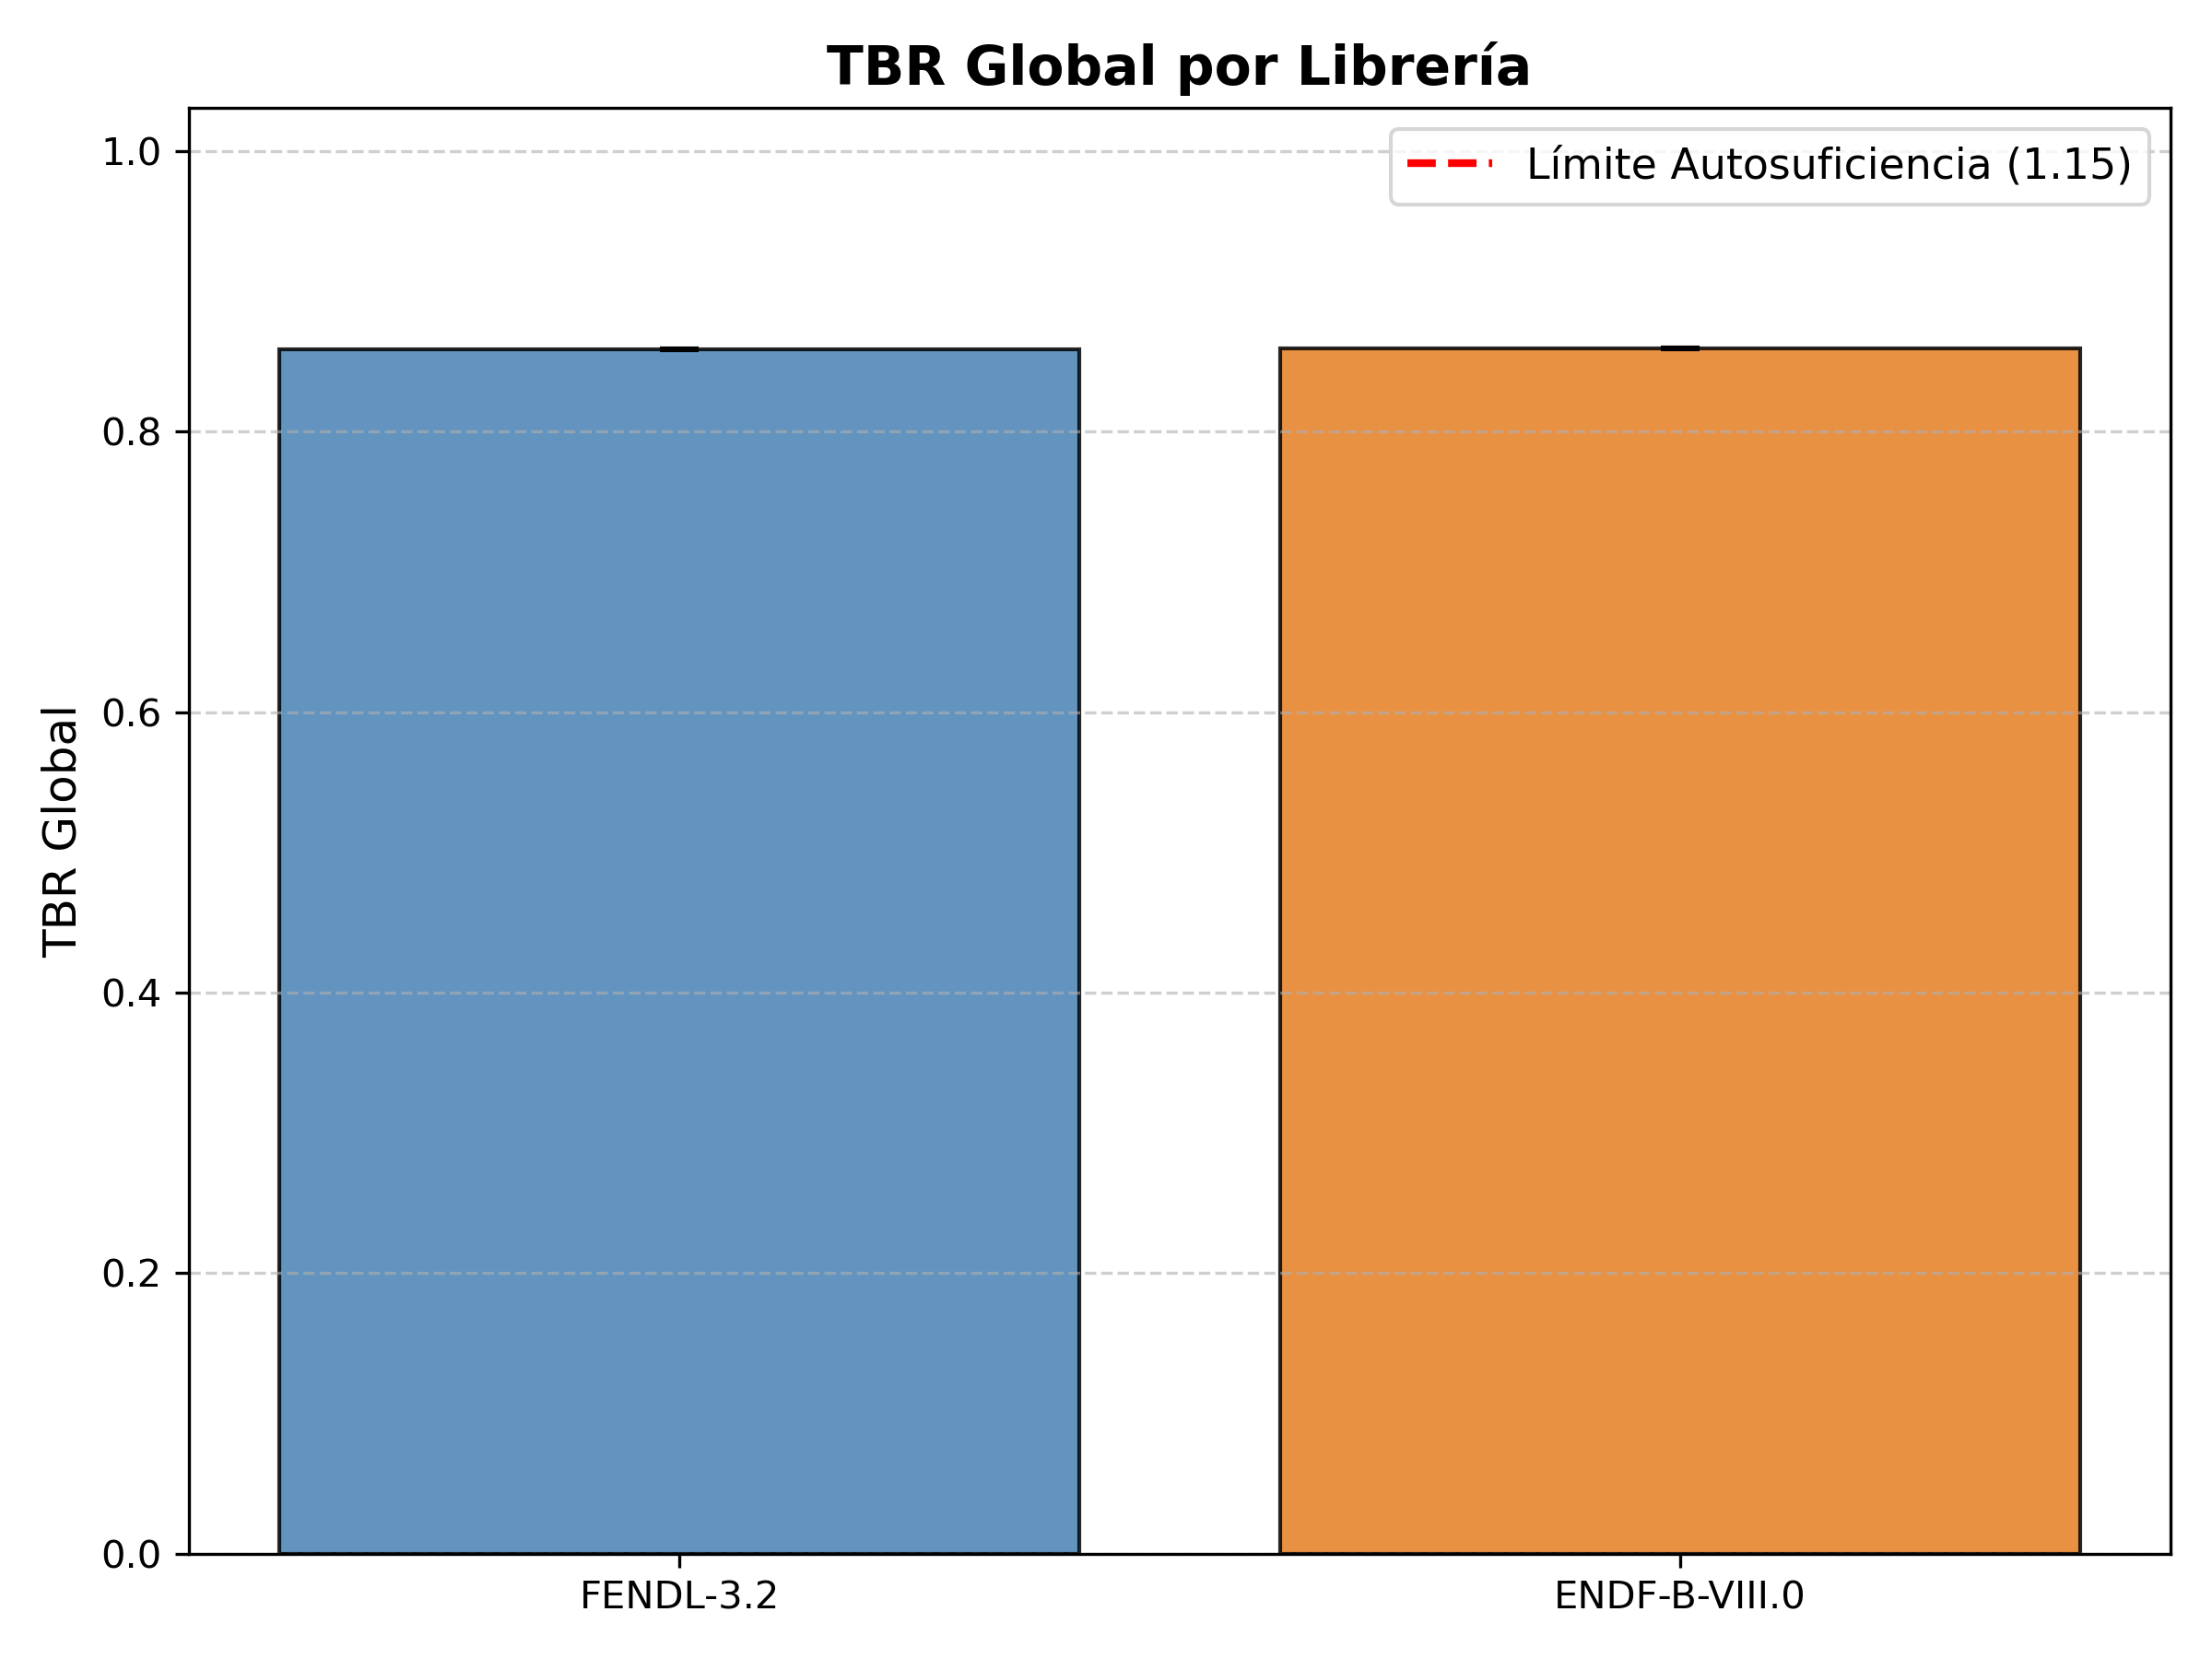 TBR Global por Librería
Límite Autosuficiencia (1.15)
TBR Global
1.0
0.8
0.6
0.4
0.2
0.0
FENDL-3.2
ENDF-B-VIII.0